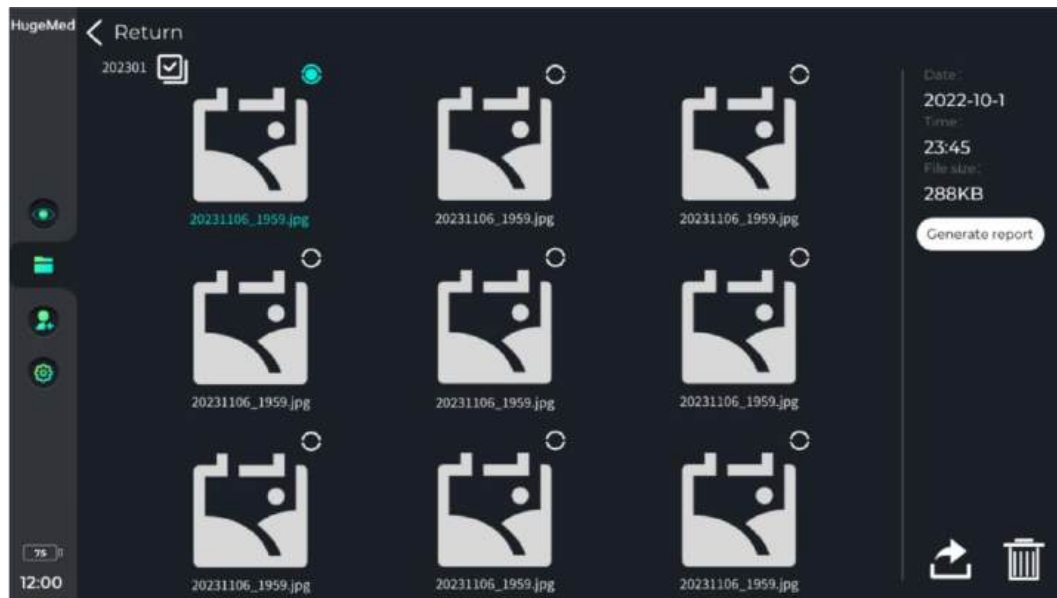 HugeMed
Return
202301
20231106_1959.jpg
20231106_1959.jpg
20231106_1959.jpg
20231106_1959.jpg
20231106_1959.jpg
20231106_1959.jpg
20231106_1959.jpg
20231106_1959.jpg
20231106_1959.jpg
Date:
2022-10-1
Time:
23:45
File size:
288KB
Generate report
75
12:00